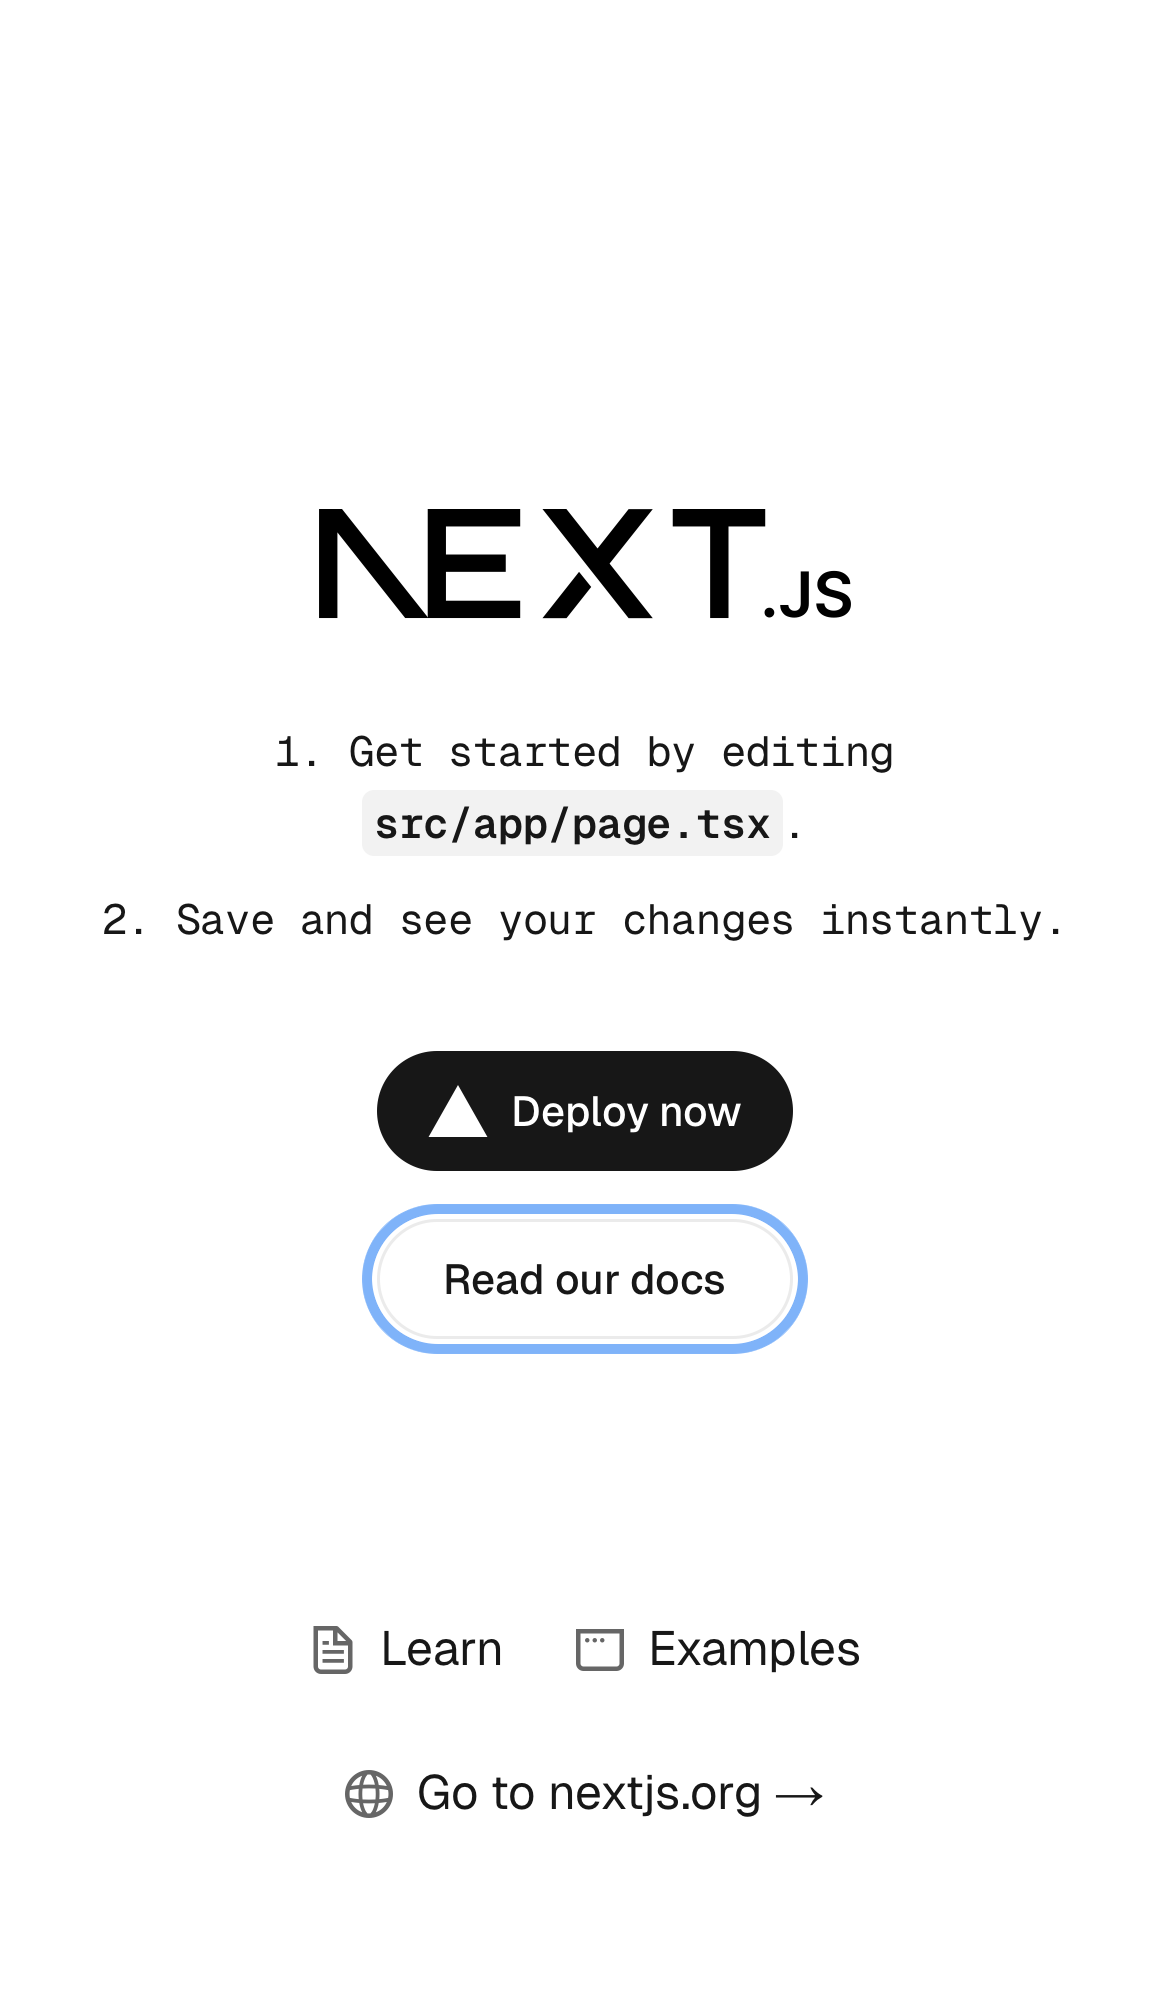 NEXT.JS
1. Get started by editing
src/app/page.tsx.
2. Save and see your changes instantly.
Deploy now
Read our docs
Learn
Examples
Go to nextjs.org →